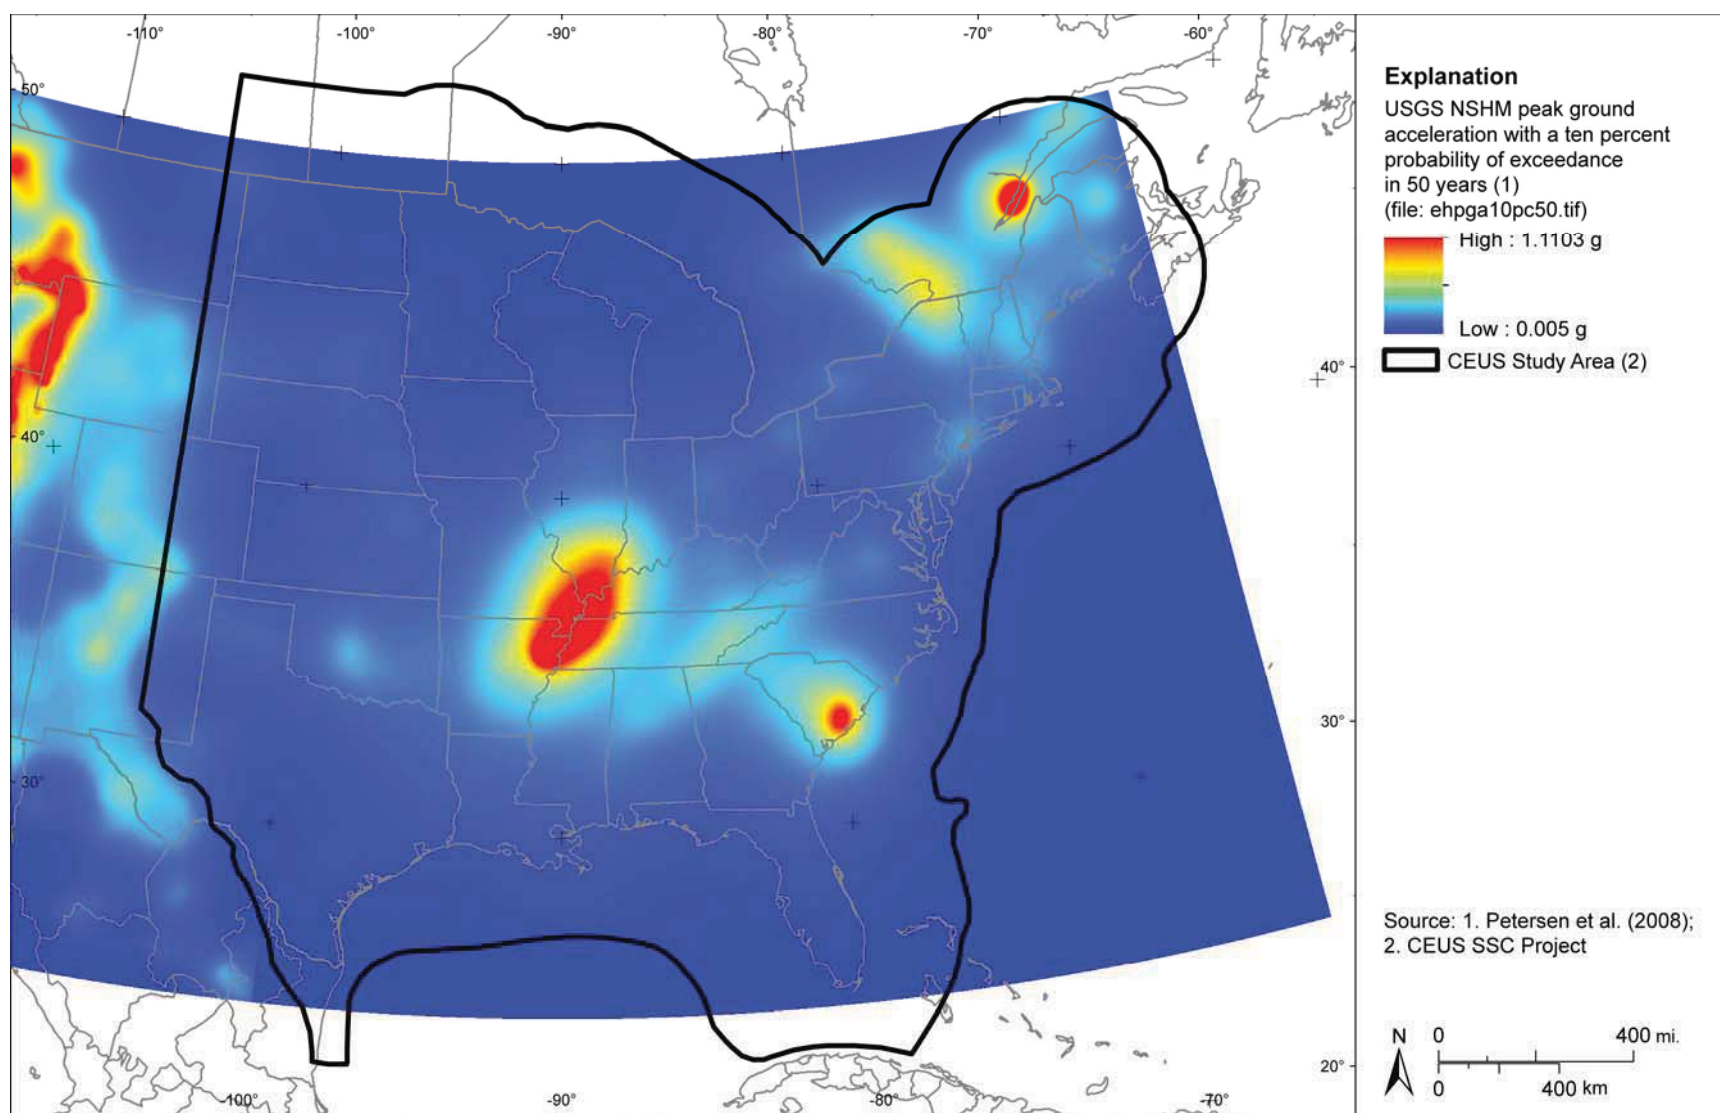 -110° -100° -90° -80° -70° -60°
50°
40°
40°
30°
30°
20°
-100° -90° -80° -70°
Explanation
USGS NSHM peak ground
acceleration with a ten percent
probability of exceedance
in 50 years (1)
(file: ehpga10pc50.tif)
High : 1.1103 g
Low : 0.005 g
CEUS Study Area (2)
Source: 1. Petersen et al. (2008);
2. CEUS SSC Project
N 0 400 mi.
0 400 km